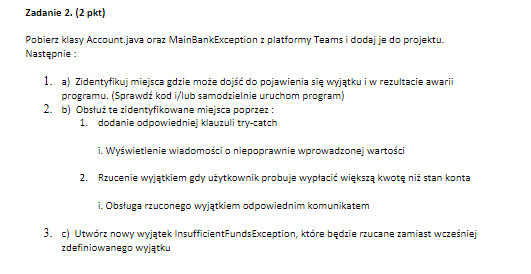 Zadanie 2. (2 pkt)
Pobierz klasy Account.java oraz MainBankException z platformy Teams i dodaj je do projektu.
Następnie :
1. a) Zidentyfikuj miejsca gdzie może dojść do pojawienia się wyjątku i w rezultacie awarii
programu. (Sprawdź kod i/lub samodzielnie uruchom program)
2. b) Obsłuż te zidentyfikowane miejsca poprzez :
1. dodanie odpowiedniej klauzuli try-catch
i. Wyświetlenie wiadomości o niepoprawnie wprowadzonej wartości
2. Rzucenie wyjątkiem gdy użytkownik probuje wypłacić większą kwotę niż stan konta
i. Obsługa rzuconego wyjątkiem odpowiednim komunikatem
3. c) Utwórz nowy wyjątek InsufficientFundsException, które będzie rzucane zamiast wcześniej
zdefiniowanego wyjątku